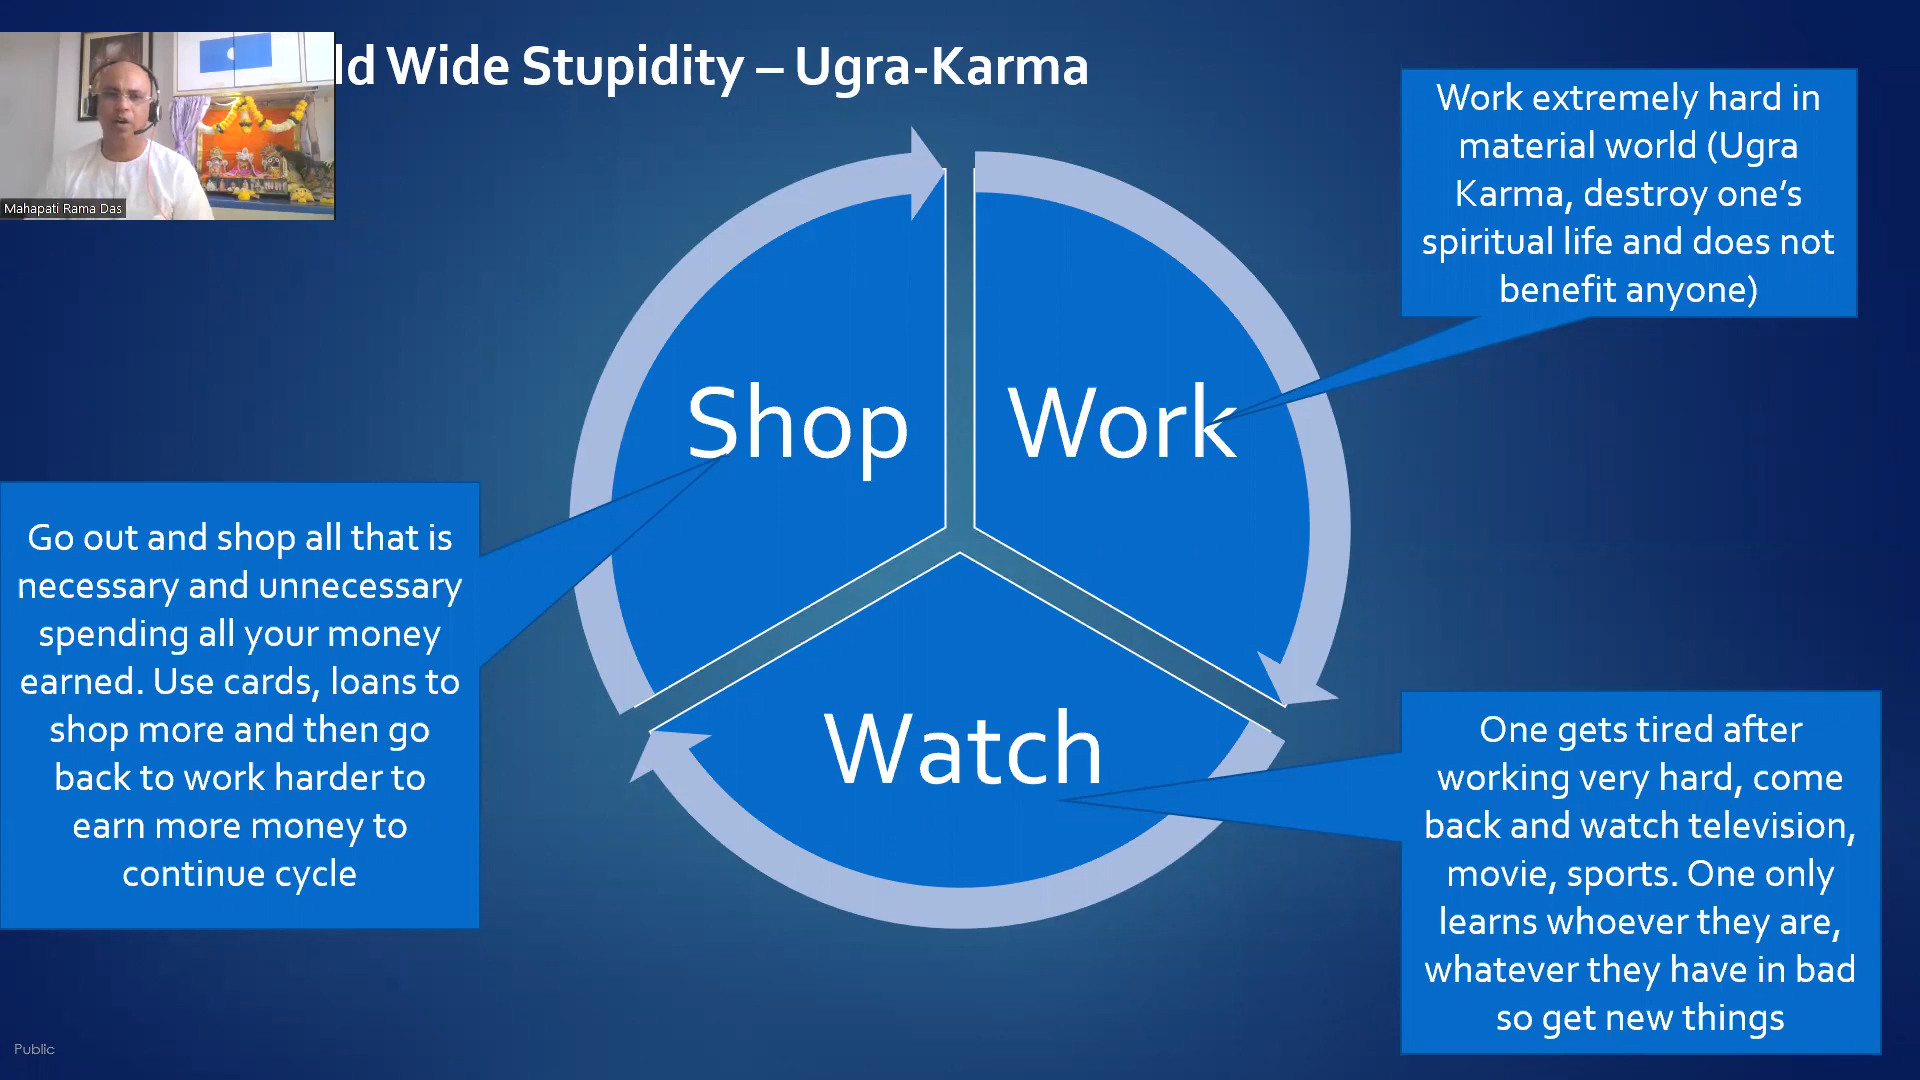 ld Wide Stupidity – Ugra-Karma
Mahapati Rama Das
Work extremely hard in
material world (Ugra
Karma, destroy one’s
spiritual life and does not
benefit anyone)
Shop
Work
Go out and shop all that is
necessary and unnecessary
spending all your money
earned. Use cards, loans to
shop more and then go
back to work harder to
earn more money to
continue cycle
Watch
One gets tired after
working very hard, come
back and watch television,
movie, sports. One only
learns whoever they are,
whatever they have in bad
so get new things
Public